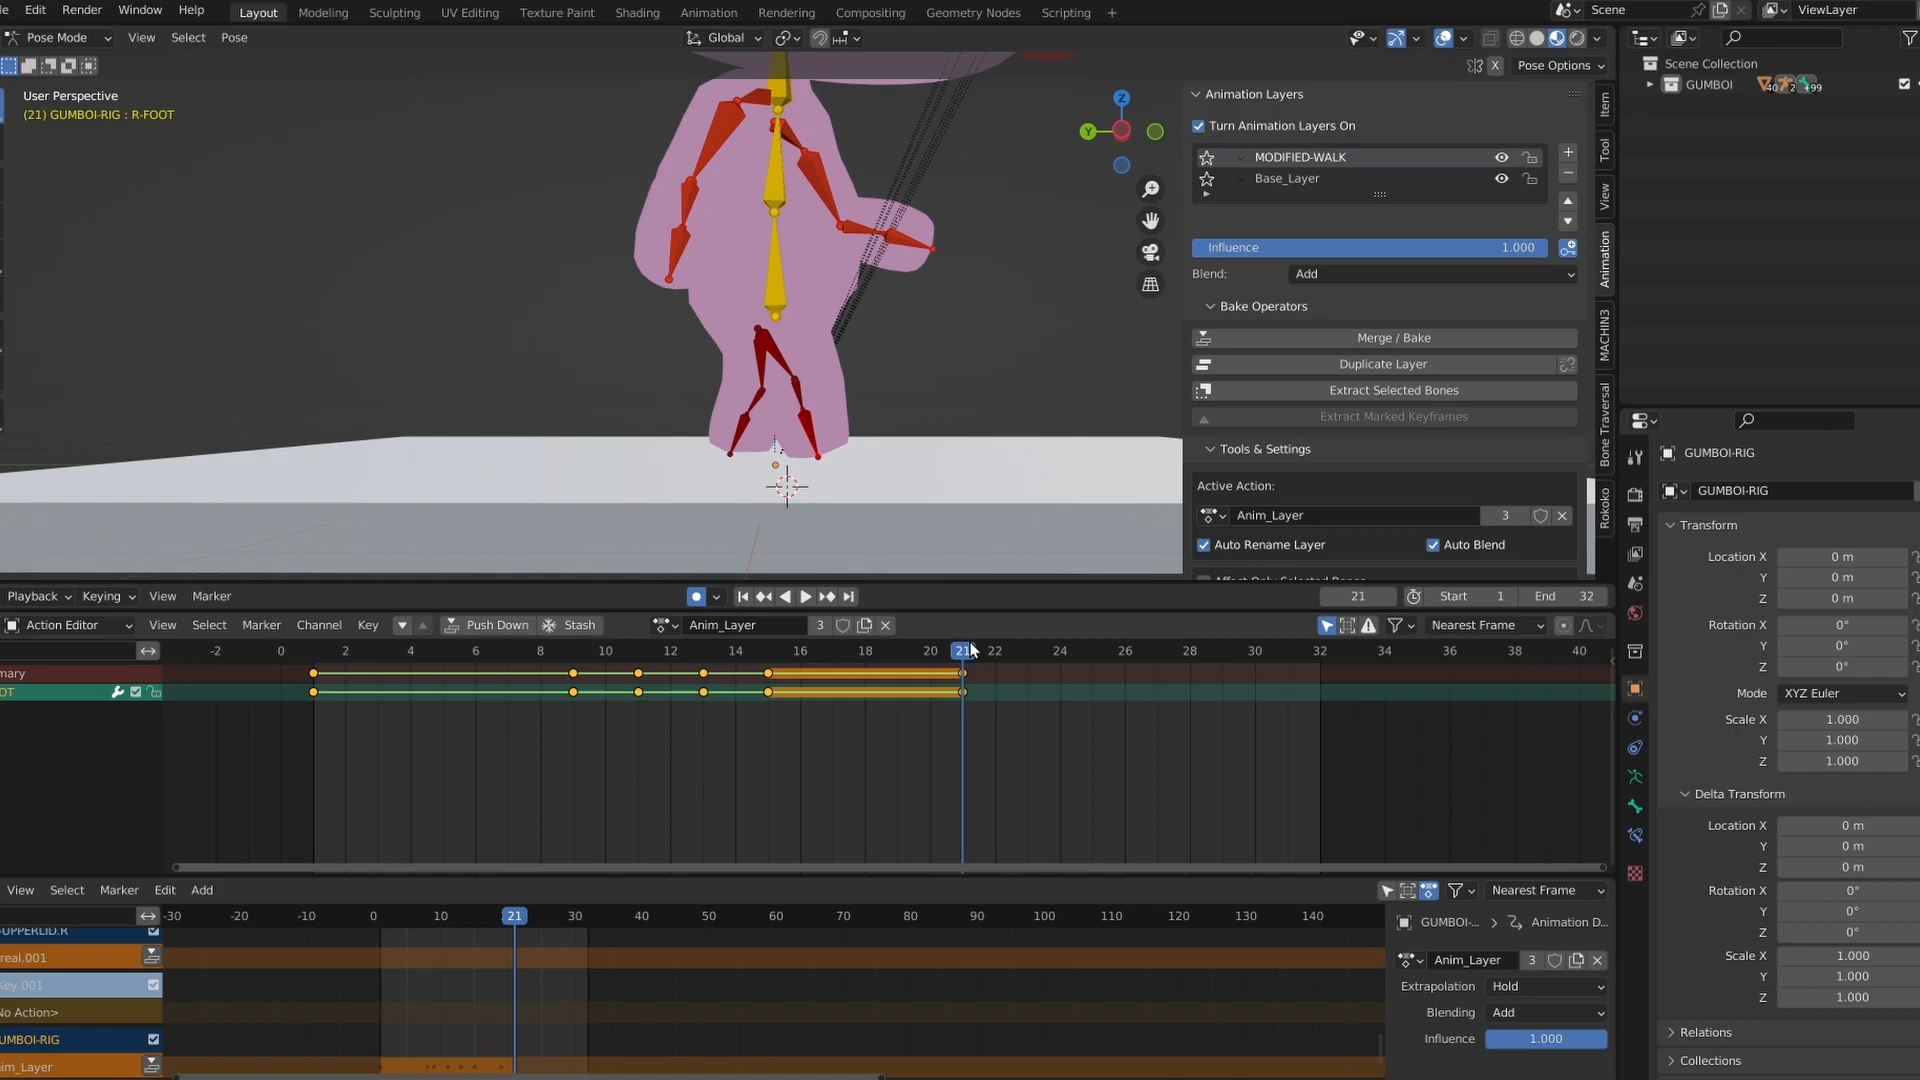 Edit Render Window Help Layout Modeling Sculpting UV Editing Texture Paint Shading Animation Rendering Compositing Geometry Nodes Scripting + Scene ViewLayer
Pose Mode View Select Pose Global
X Pose Options
Scene Collection
GUMBOI 40 2 +99
User Perspective
(21) GUMBOI-RIG : R-FOOT
Z
Y
Animation Layers
Turn Animation Layers On
MODIFIED-WALK
Base_Layer
Influence 1.000
Blend: Add
Bake Operators
Merge / Bake
Duplicate Layer
Extract Selected Bones
Extract Marked Keyframes
Tools & Settings
Active Action:
Anim_Layer 3
Auto Rename Layer Auto Blend
Item
Tool
View
Animation
MACHIN3
Bone Traversal
Rokoko
GUMBOI-RIG
GUMBOI-RIG
Transform
Location X 0 m
Y 0 m
Z 0 m
Rotation X 0°
Y 0°
Z 0°
Mode XYZ Euler
Scale X 1.000
Y 1.000
Z 1.000
Delta Transform
Location X 0 m
Y 0 m
Z 0 m
Rotation X 0°
Y 0°
Z 0°
Scale X 1.000
Y 1.000
Z 1.000
Relations
Collections
Playback Keying View Marker 21 Start 1 End 32
Action Editor View Select Marker Channel Key Push Down Stash Anim_Layer 3 Nearest Frame
-2 0 2 4 6 8 10 12 14 16 18 20 21 22 24 26 28 30 32 34 36 38 40
mary
OT
View Select Marker Edit Add Nearest Frame
-30 -20 -10 0 10 21 30 40 50 60 70 80 90 100 110 120 130 140
-UPPERLID.R
real.001
Key.001
No Action>
UMBOI-RIG
im_Layer
GUMBOI-... Animation D...
Anim_Layer 3
Extrapolation Hold
Blending Add
Influence 1.000